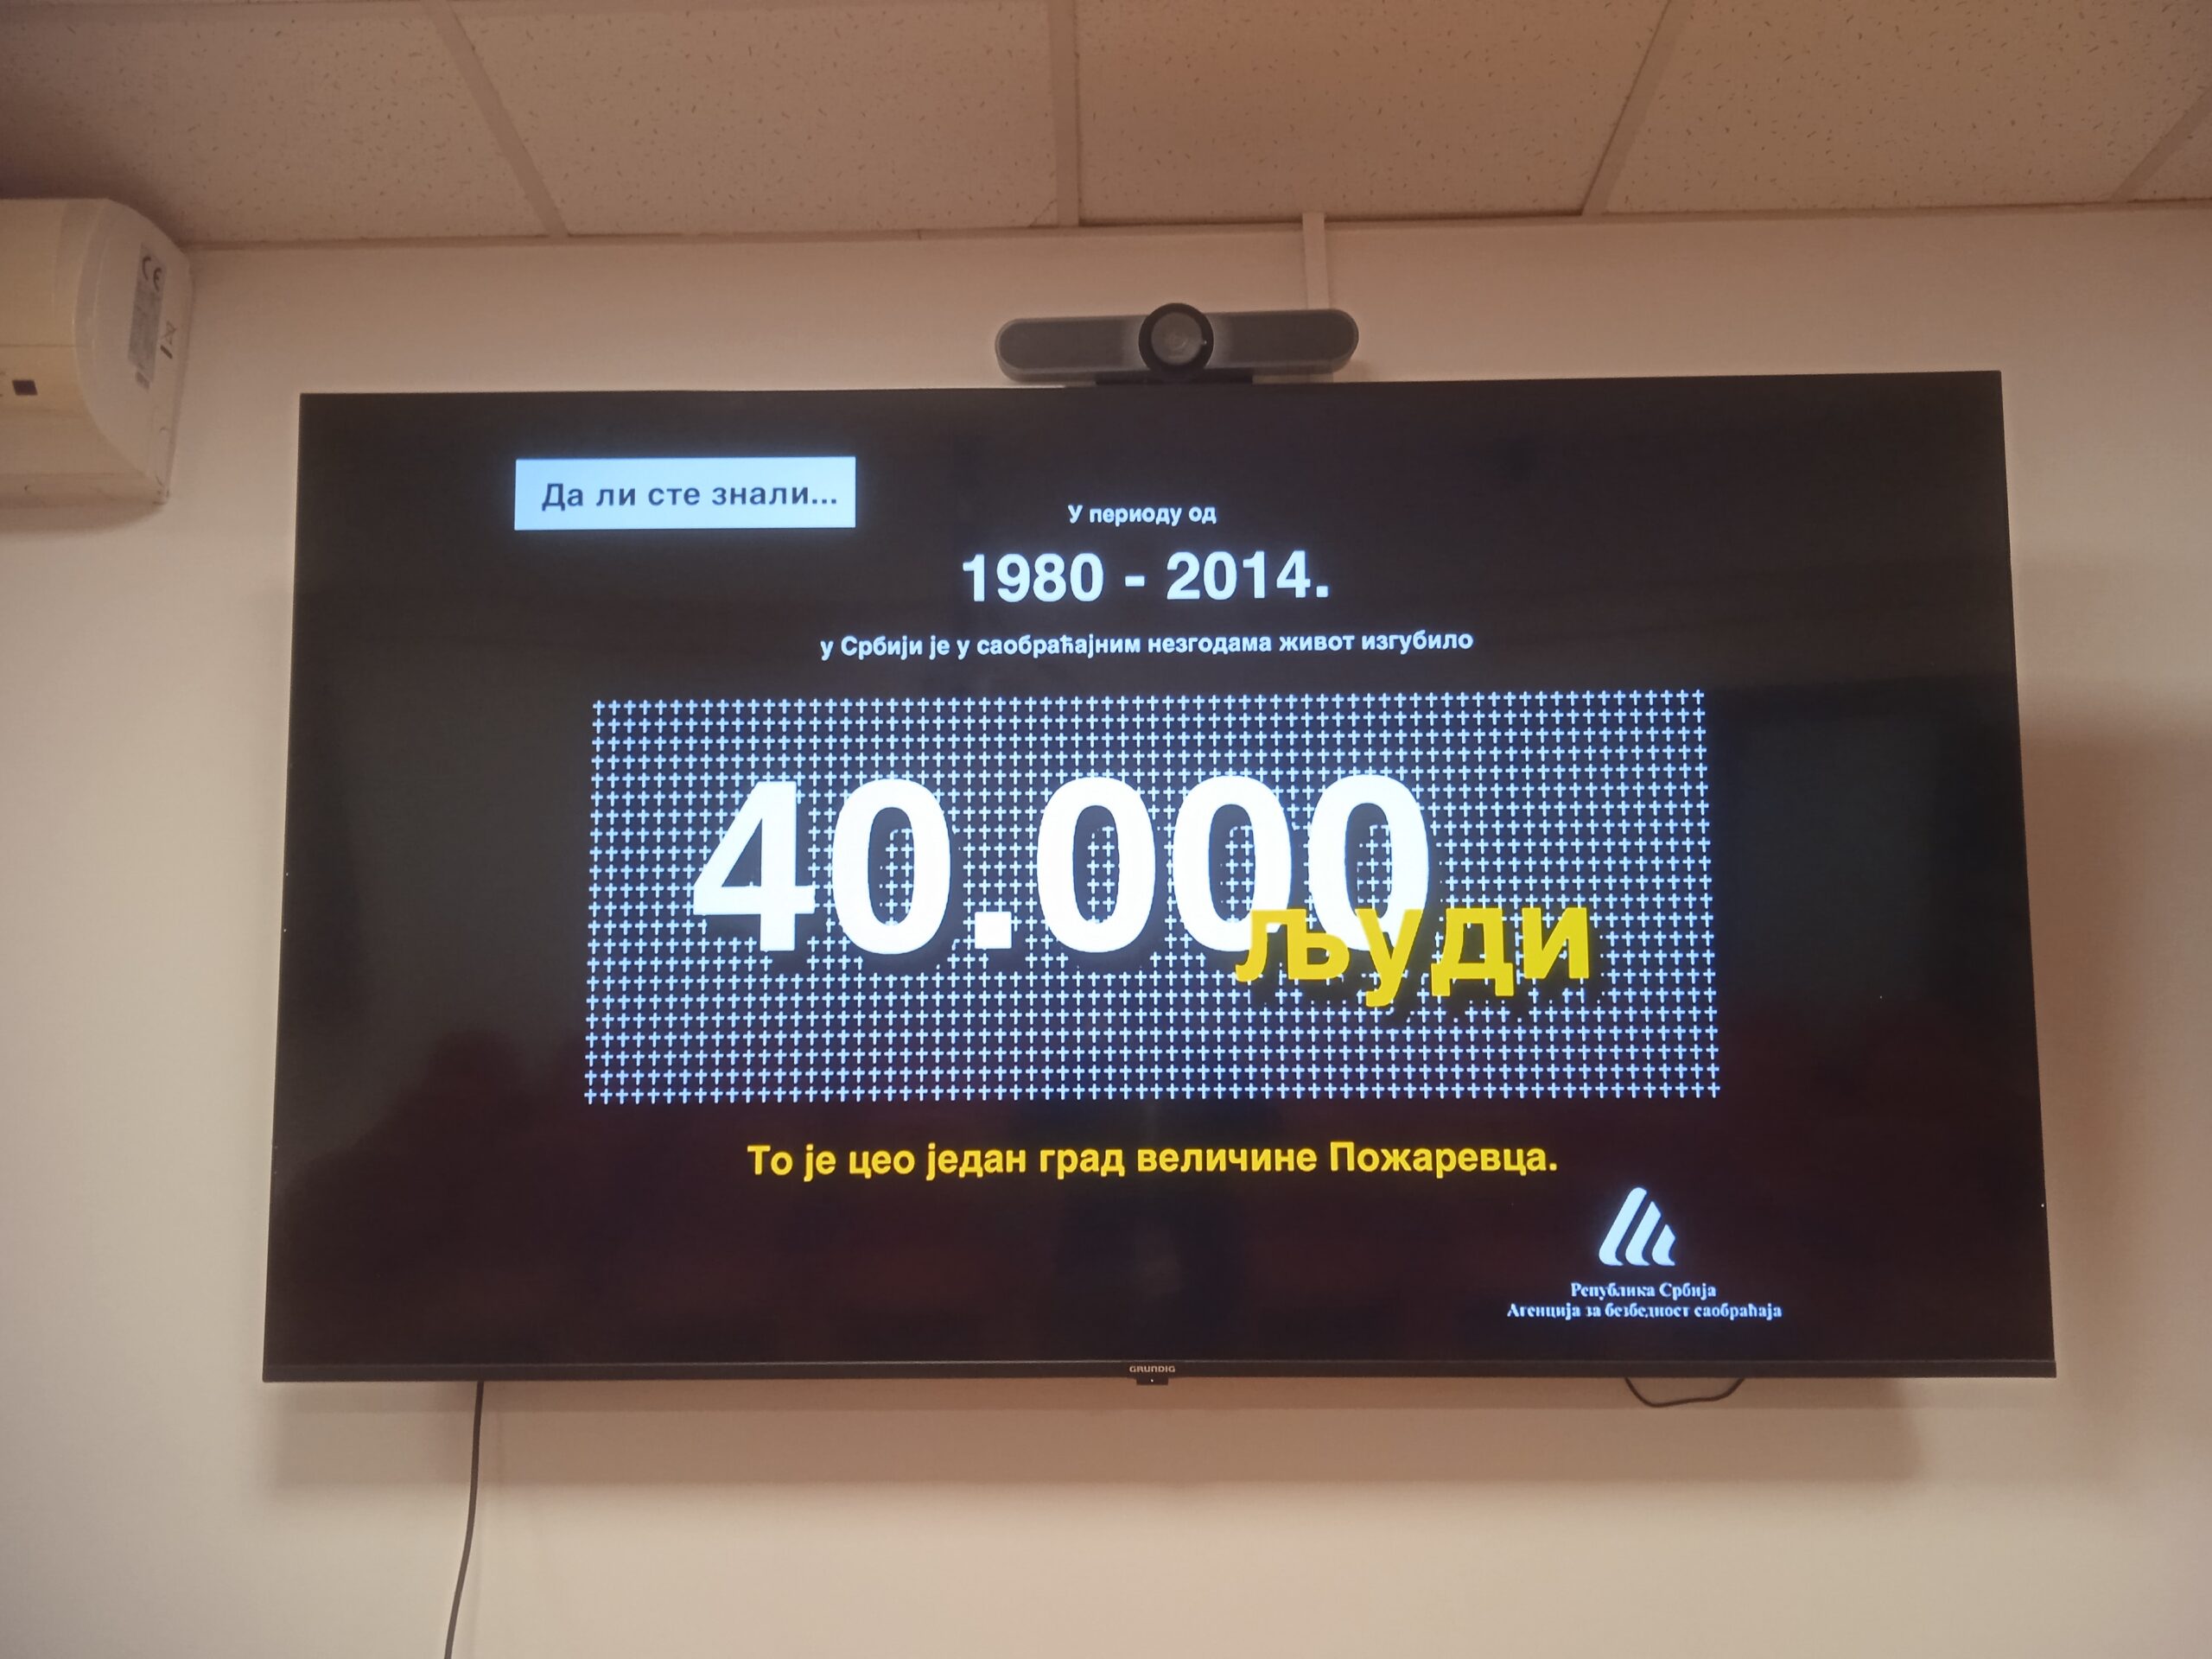 Да ли сте знали...
У периоду од
1980 - 2014.
у Србији је у саобраћајним незгодама живот изгубило
40.000
људи
То је цео један град величине Пожаревца.
Република Србија
Агенција за безбедност саобраћаја
GRUNDIG